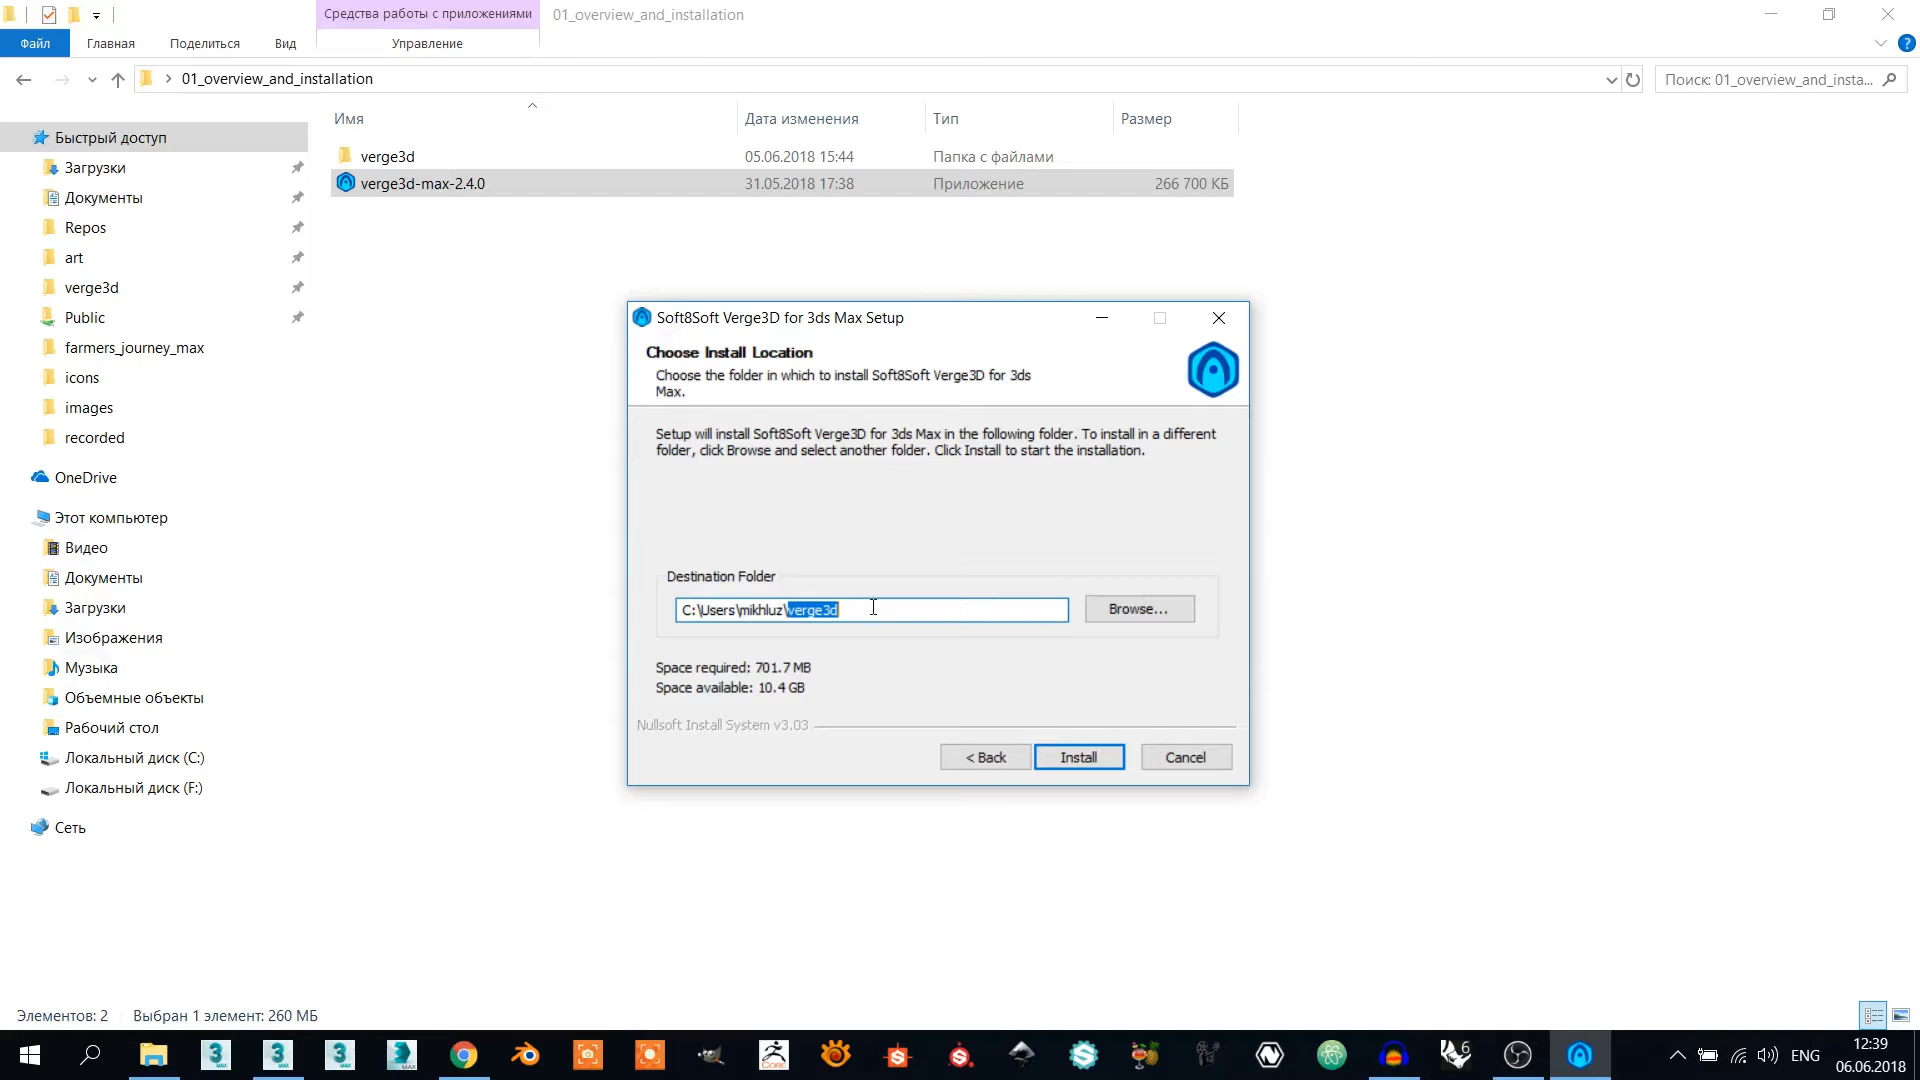 Средства работы с приложениями
01_overview_and_installation
Файл
Главная
Поделиться
Вид
Управление
01_overview_and_installation
Поиск: 01_overview_and_insta...
Имя
Дата изменения
Тип
Размер
verge3d
05.06.2018 15:44
Папка с файлами
verge3d-max-2.4.0
31.05.2018 17:38
Приложение
266 700 КБ
Быстрый доступ
Загрузки
Документы
Repos
art
verge3d
Public
farmers_journey_max
icons
images
recorded
OneDrive
Этот компьютер
Видео
Документы
Загрузки
Изображения
Музыка
Объемные объекты
Рабочий стол
Локальный диск (C:)
Локальный диск (F:)
Сеть
Soft8Soft Verge3D for 3ds Max Setup
Choose Install Location
Choose the folder in which to install Soft8Soft Verge3D for 3ds
Max.
Setup will install Soft8Soft Verge3D for 3ds Max in the following folder. To install in a different
folder, click Browse and select another folder. Click Install to start the installation.
Destination Folder
C:\Users\mikhluz\verge3d
Browse...
Space required: 701.7 MB
Space available: 10.4 GB
Nullsoft Install System v3.03
< Back
Install
Cancel
Элементов: 2
Выбран 1 элемент: 260 МБ
ENG
12:39
06.06.2018